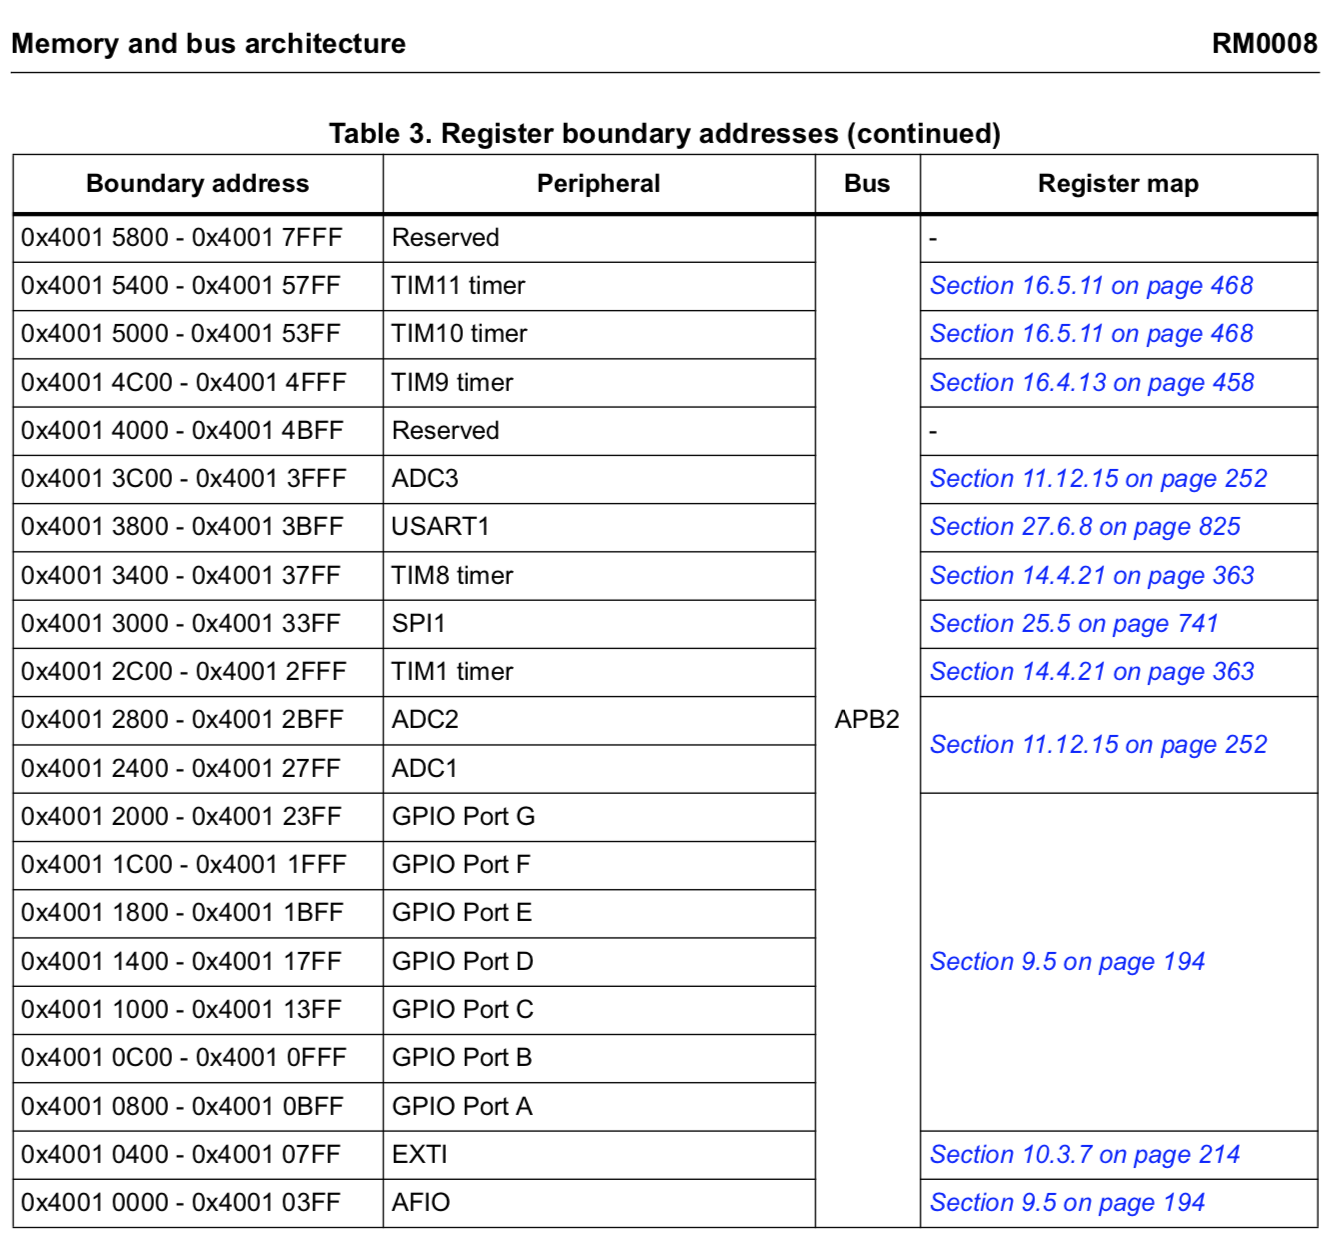 Memory and bus architecture RM0008
Table 3. Register boundary addresses (continued)
Boundary address Peripheral Bus Register map
0x4001 5800 - 0x4001 7FFF Reserved -
0x4001 5400 - 0x4001 57FF TIM11 timer Section 16.5.11 on page 468
0x4001 5000 - 0x4001 53FF TIM10 timer Section 16.5.11 on page 468
0x4001 4C00 - 0x4001 4FFF TIM9 timer Section 16.4.13 on page 458
0x4001 4000 - 0x4001 4BFF Reserved -
0x4001 3C00 - 0x4001 3FFF ADC3 Section 11.12.15 on page 252
0x4001 3800 - 0x4001 3BFF USART1 Section 27.6.8 on page 825
0x4001 3400 - 0x4001 37FF TIM8 timer Section 14.4.21 on page 363
0x4001 3000 - 0x4001 33FF SPI1 Section 25.5 on page 741
0x4001 2C00 - 0x4001 2FFF TIM1 timer Section 14.4.21 on page 363
0x4001 2800 - 0x4001 2BFF ADC2 APB2 Section 11.12.15 on page 252
0x4001 2400 - 0x4001 27FF ADC1
0x4001 2000 - 0x4001 23FF GPIO Port G
0x4001 1C00 - 0x4001 1FFF GPIO Port F
0x4001 1800 - 0x4001 1BFF GPIO Port E
0x4001 1400 - 0x4001 17FF GPIO Port D Section 9.5 on page 194
0x4001 1000 - 0x4001 13FF GPIO Port C
0x4001 0C00 - 0x4001 0FFF GPIO Port B
0x4001 0800 - 0x4001 0BFF GPIO Port A
0x4001 0400 - 0x4001 07FF EXTI Section 10.3.7 on page 214
0x4001 0000 - 0x4001 03FF AFIO Section 9.5 on page 194